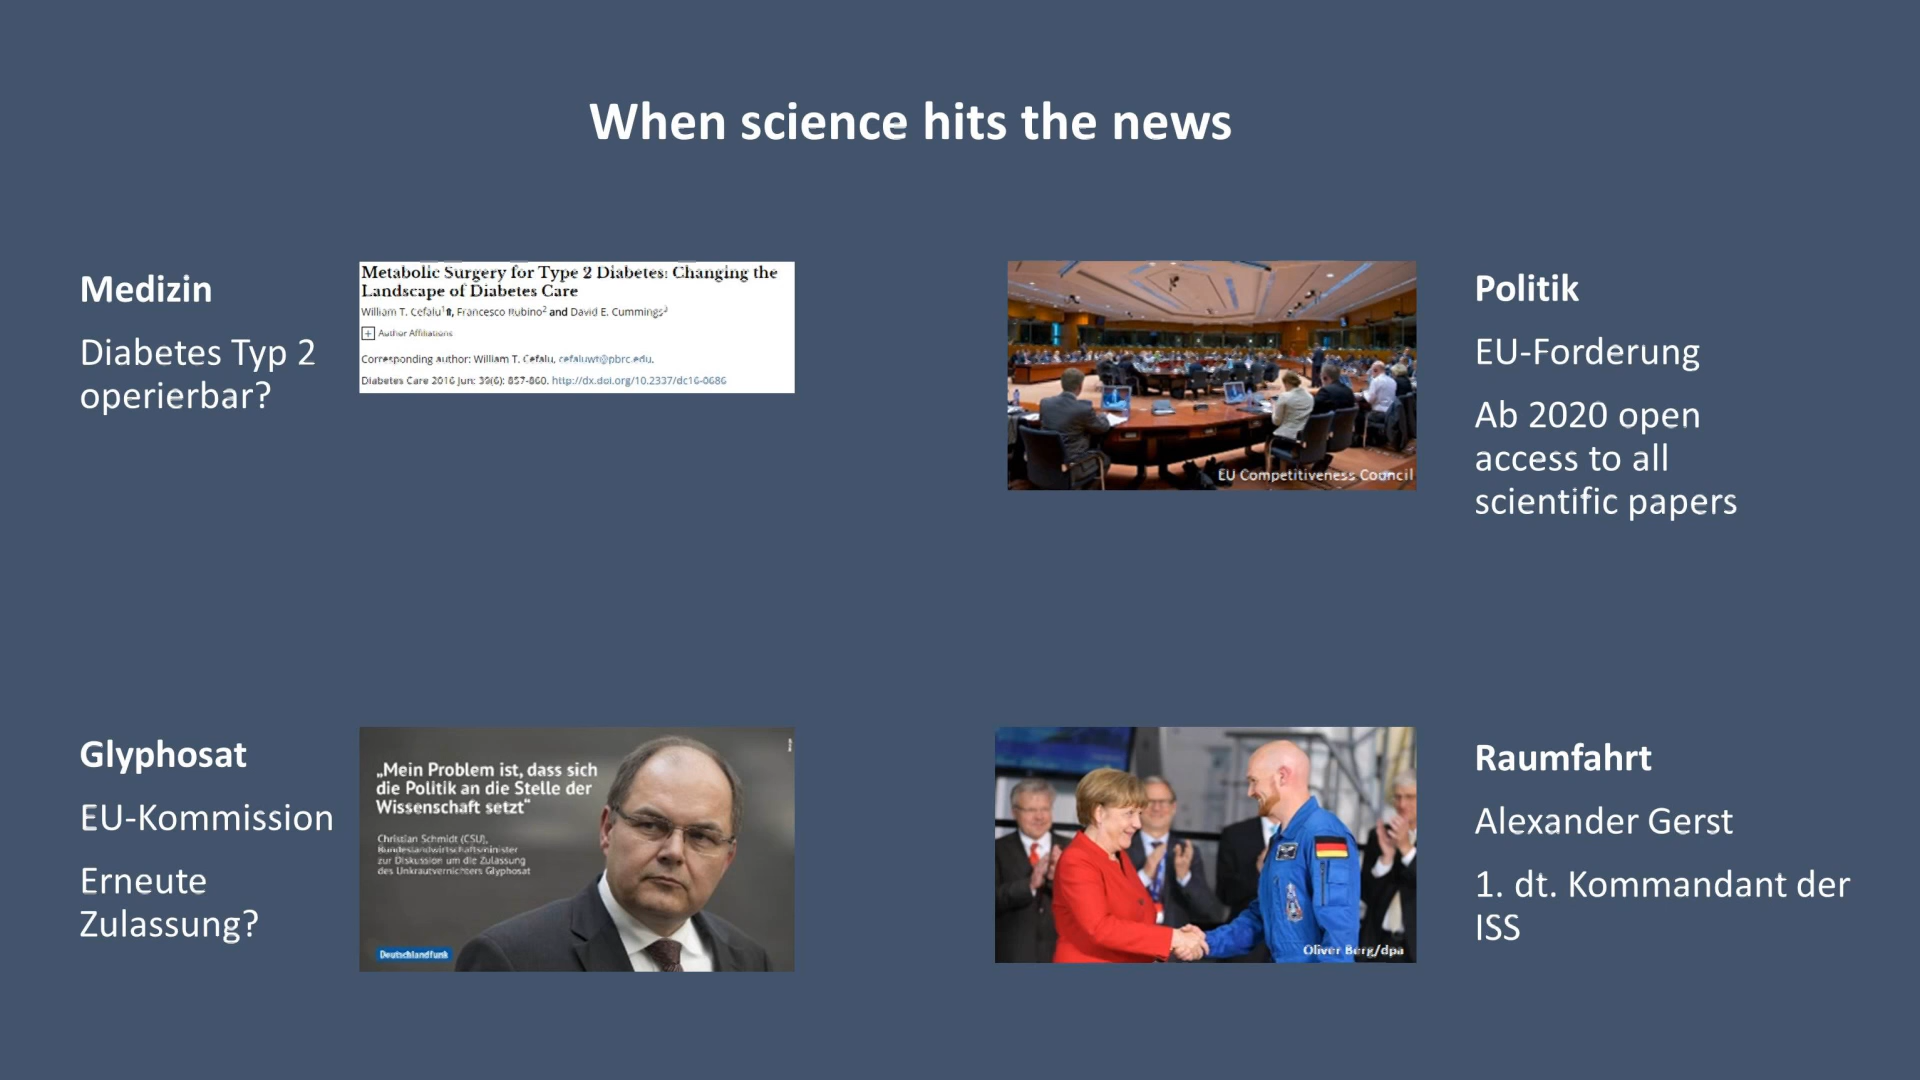 When science hits the news
Medizin
Diabetes Typ 2
operierbar?
Metabolic Surgery for Type 2 Diabetes: Changing the
Landscape of Diabetes Care
William T. Cefalu1, Francesco Rubino2 and David E. Cummings3
+ Author Affiliations
Corresponding author: William T. Cefalu, cefaluwt@pbrc.edu.
Diabetes Care 2016 Jun; 39(6): 857-860. http://dx.doi.org/10.2337/dc16-0686
EU Competitiveness Council
Politik
EU-Forderung
Ab 2020 open
access to all
scientific papers
Glyphosat
EU-Kommission
Erneute
Zulassung?
„Mein Problem ist, dass sich
die Politik an die Stelle der
Wissenschaft setzt“
Christian Schmidt (CSU),
Bundeslandwirtschaftsminister
zur Diskussion um die Zulassung
des Unkrautvernichters Glyphosat
Deutschlandfunk
Oliver Berg/dpa
Raumfahrt
Alexander Gerst
1. dt. Kommandant der
ISS